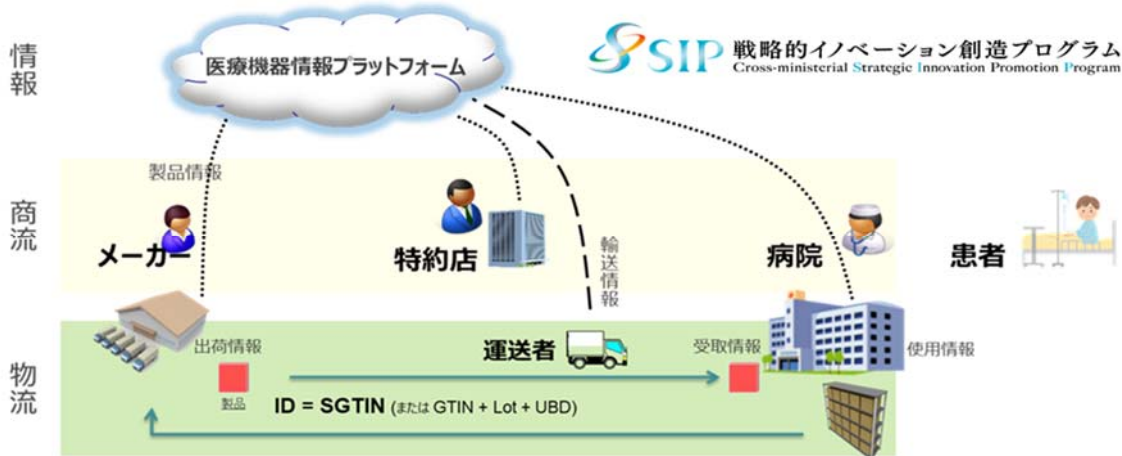 情報
医療機器情報プラットフォーム
SIP 戦略的イノベーション創造プログラム
Cross-ministerial Strategic Innovation Promotion Program
商流
製品情報
メーカー
特約店
輸送情報
病院
患者
物流
出荷情報
運送者
受取情報
使用情報
製品
ID = SGTIN (または GTIN + Lot + UBD)